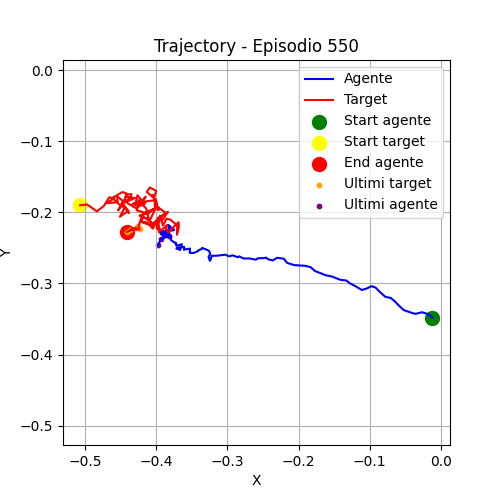 Trajectory - Episodio 550
Agente
Target
Start agente
Start target
End agente
Ultimi target
Ultimi agente
0.0
−0.1
−0.2
−0.3
−0.4
−0.5
Y
−0.5 −0.4 −0.3 −0.2 −0.1 0.0
X